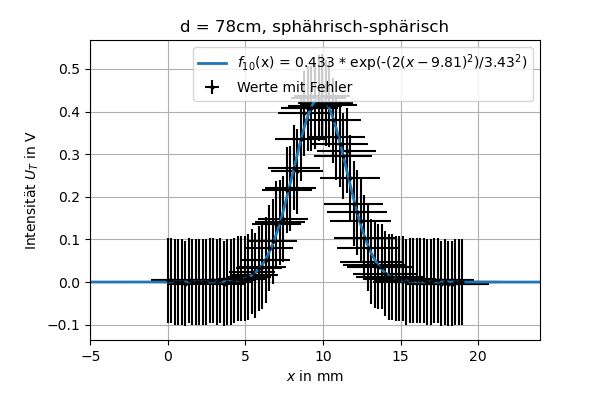 d = 78cm, sphährisch-sphärisch
f₁₀(x) = 0.433 * exp(-(2(x − 9.81)²)/3.43²)
Werte mit Fehler
Intensität U_T in V
0.5
0.4
0.3
0.2
0.1
0.0
−0.1
−5
0
5
10
15
20
x in mm